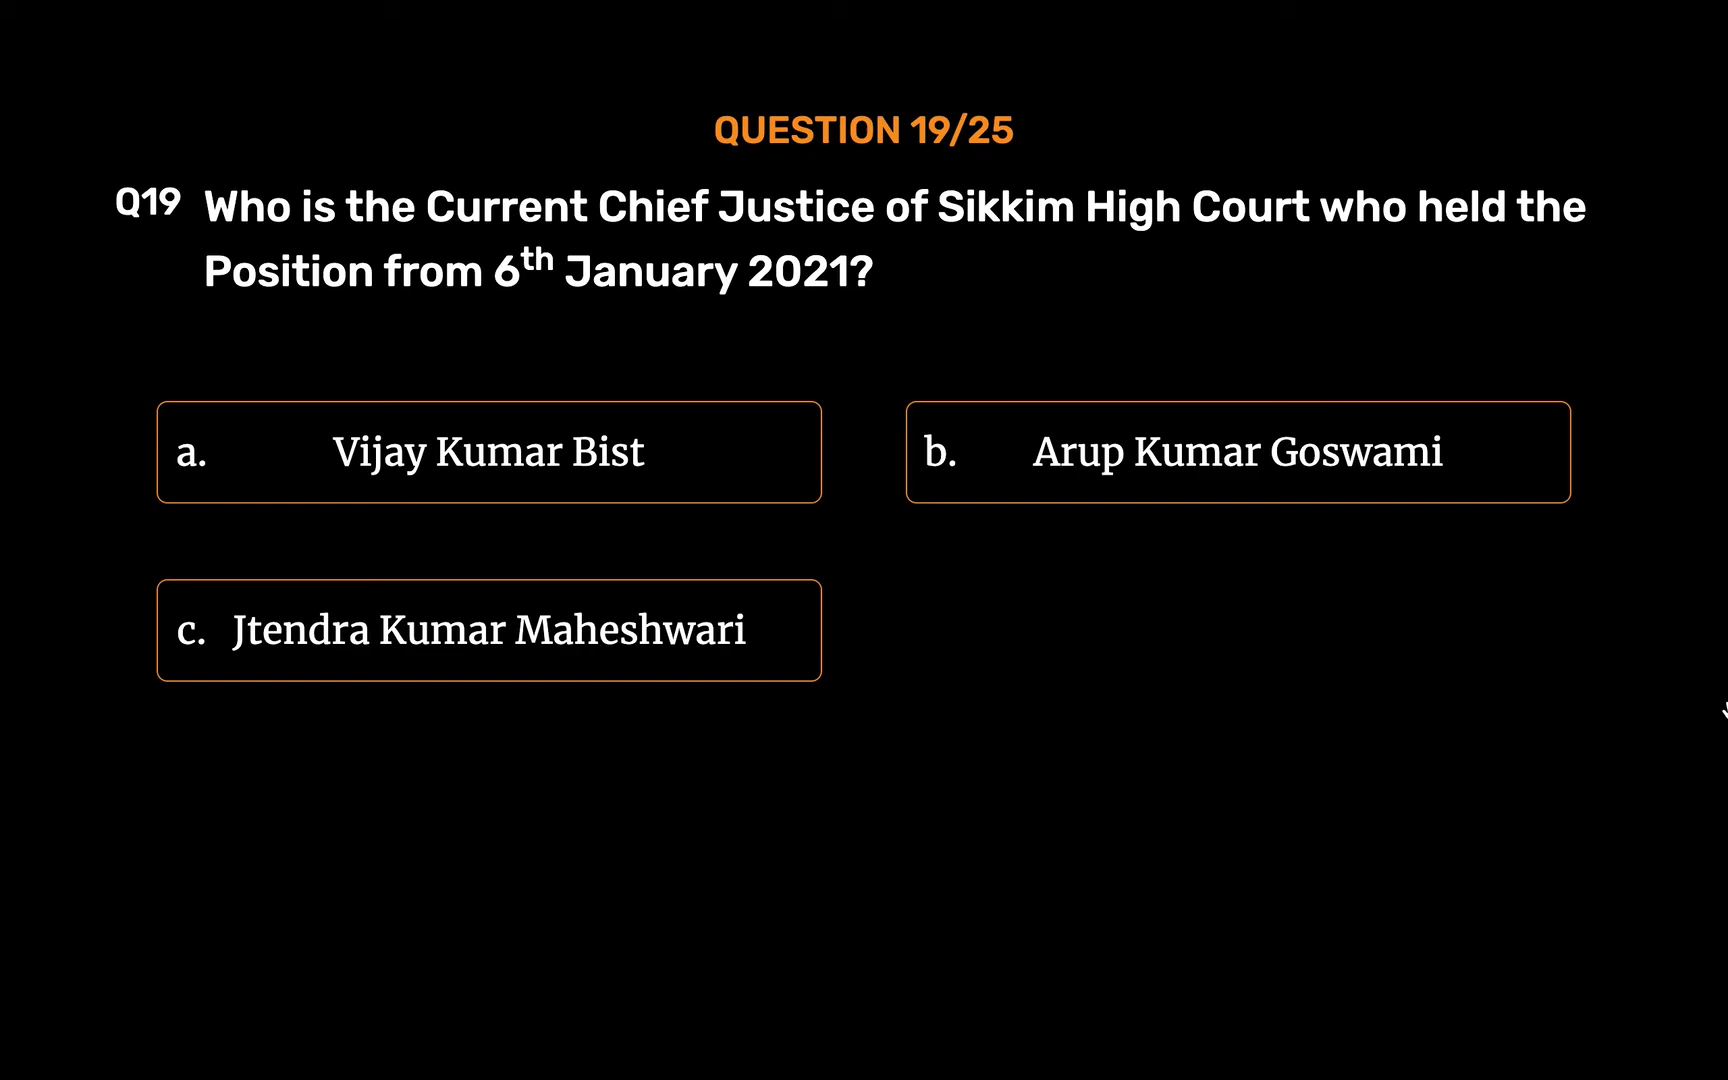 QUESTION 19/25
Q19 Who is the Current Chief Justice of Sikkim High Court who held the
Position from 6th January 2021?
a. Vijay Kumar Bist
b. Arup Kumar Goswami
c. Jtendra Kumar Maheshwari